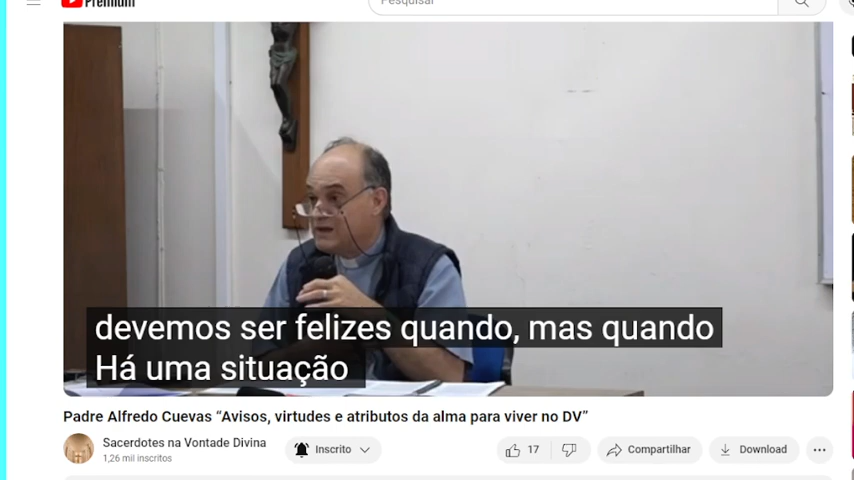 Premium
Pesquisar
devemos ser felizes quando, mas quando
Há uma situação
Padre Alfredo Cuevas “Avisos, virtudes e atributos da alma para viver no DV”
Sacerdotes na Vontade Divina
1,26 mil inscritos
Inscrito
17
Compartilhar
Download